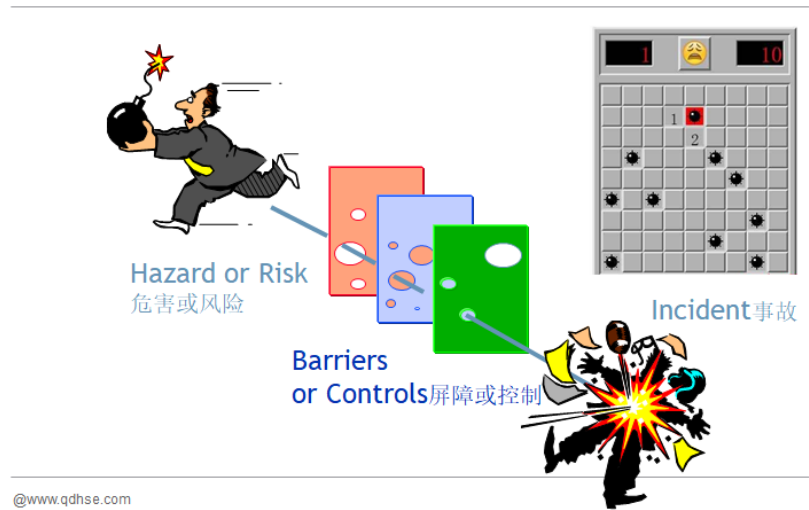 1
10
1
2
Hazard or Risk
危害或风险
Incident事故
Barriers
or Controls屏障或控制
@www.qdhse.com